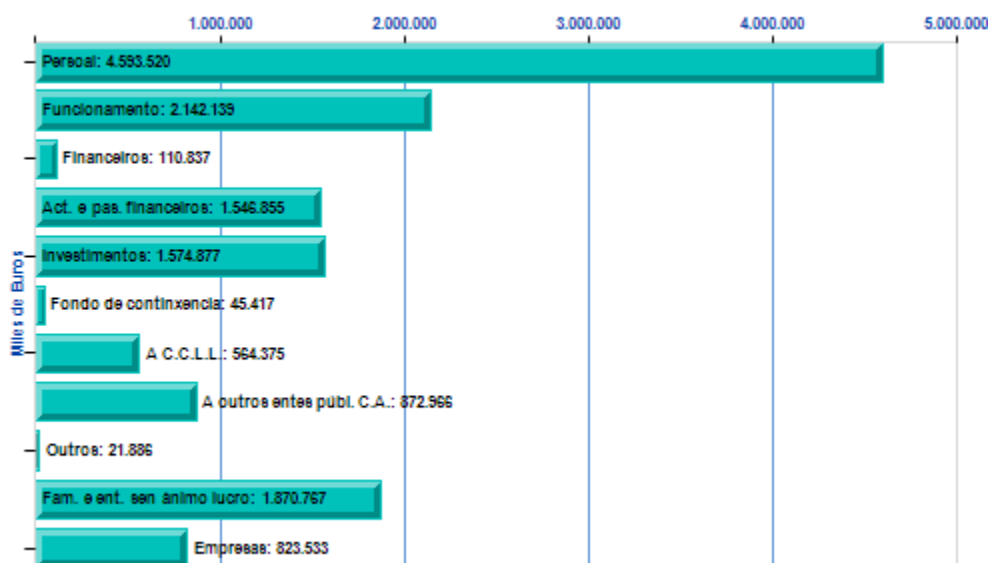 1.000.000 2.000.000 3.000.000 4.000.000 5.000.000
Persoal: 4.593.520
Funcionamento: 2.142.139
Financeiros: 110.837
Act. e pas. financeiros: 1.546.855
Investimentos: 1.574.877
Fondo de continxencia: 45.417
A C.C.L.L.: 564.375
A outros entes públ. C.A.: 872.966
Outros: 21.886
Fam. e ent. sen ánimo lucro: 1.870.767
Empresas: 823.533
Miles de Euros